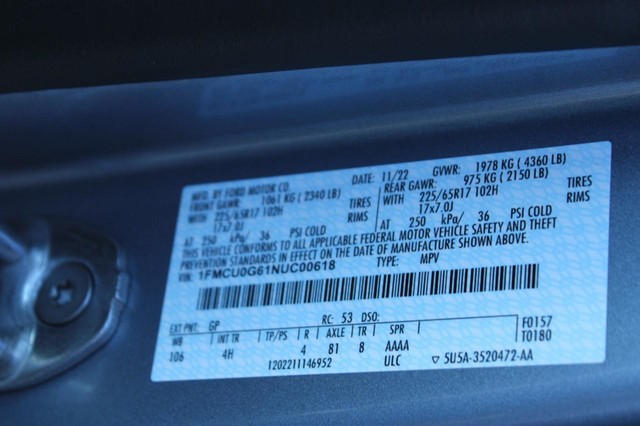 MFD. BY FORD MOTOR CO. 11/22 GVWR: 1978 KG ( 4360 LB)
FRONT GAWR: 1061 KG ( 2340 LB) REAR GAWR: 975 KG ( 2150 LB)
WITH 225/65R17 102H TIRES WITH 225/65R17 102H TIRES
17x7.0J RIMS 17x7.0J RIMS
AT 250 kPa/ 36 PSI COLD AT 250 kPa/ 36 PSI COLD
THIS VEHICLE CONFORMS TO ALL APPLICABLE FEDERAL MOTOR VEHICLE SAFETY AND THEFT
PREVENTION STANDARDS IN EFFECT ON THE DATE OF MANUFACTURE SHOWN ABOVE.
VIN: 1FMCU0G61NUC00618 TYPE: MPV
EXT PNT: GP RC: 53 DSO: F0157
WB INT TR TP/PS R AXLE TR SPR T0180
106 4H 4 81 8 AAAA
1202211146952 ULC ▽ 5U5A-3520472-AA